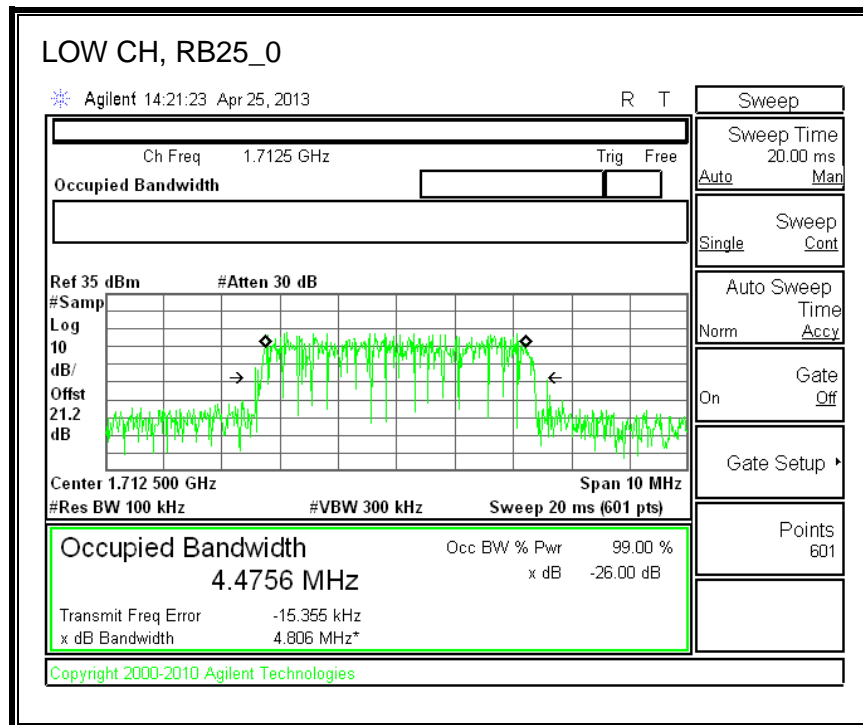 LOW CH, RB25_0
Agilent 14:21:23 Apr 25, 2013 R T
Ch Freq 1.7125 GHz Trig Free
Occupied Bandwidth
Ref 35 dBm #Atten 30 dB
#Samp
Log
10
dB/
Offst
21.2
dB
Center 1.712 500 GHz Span 10 MHz
#Res BW 100 kHz #VBW 300 kHz Sweep 20 ms (601 pts)
Occupied Bandwidth
4.4756 MHz
Occ BW % Pwr 99.00 %
x dB -26.00 dB
Transmit Freq Error -15.355 kHz
x dB Bandwidth 4.806 MHz*
Copyright 2000-2010 Agilent Technologies
Sweep
Sweep Time
20.00 ms
Auto Man
Sweep
Single Cont
Auto Sweep
Time
Norm Accy
Gate
On Off
Gate Setup
Points
601